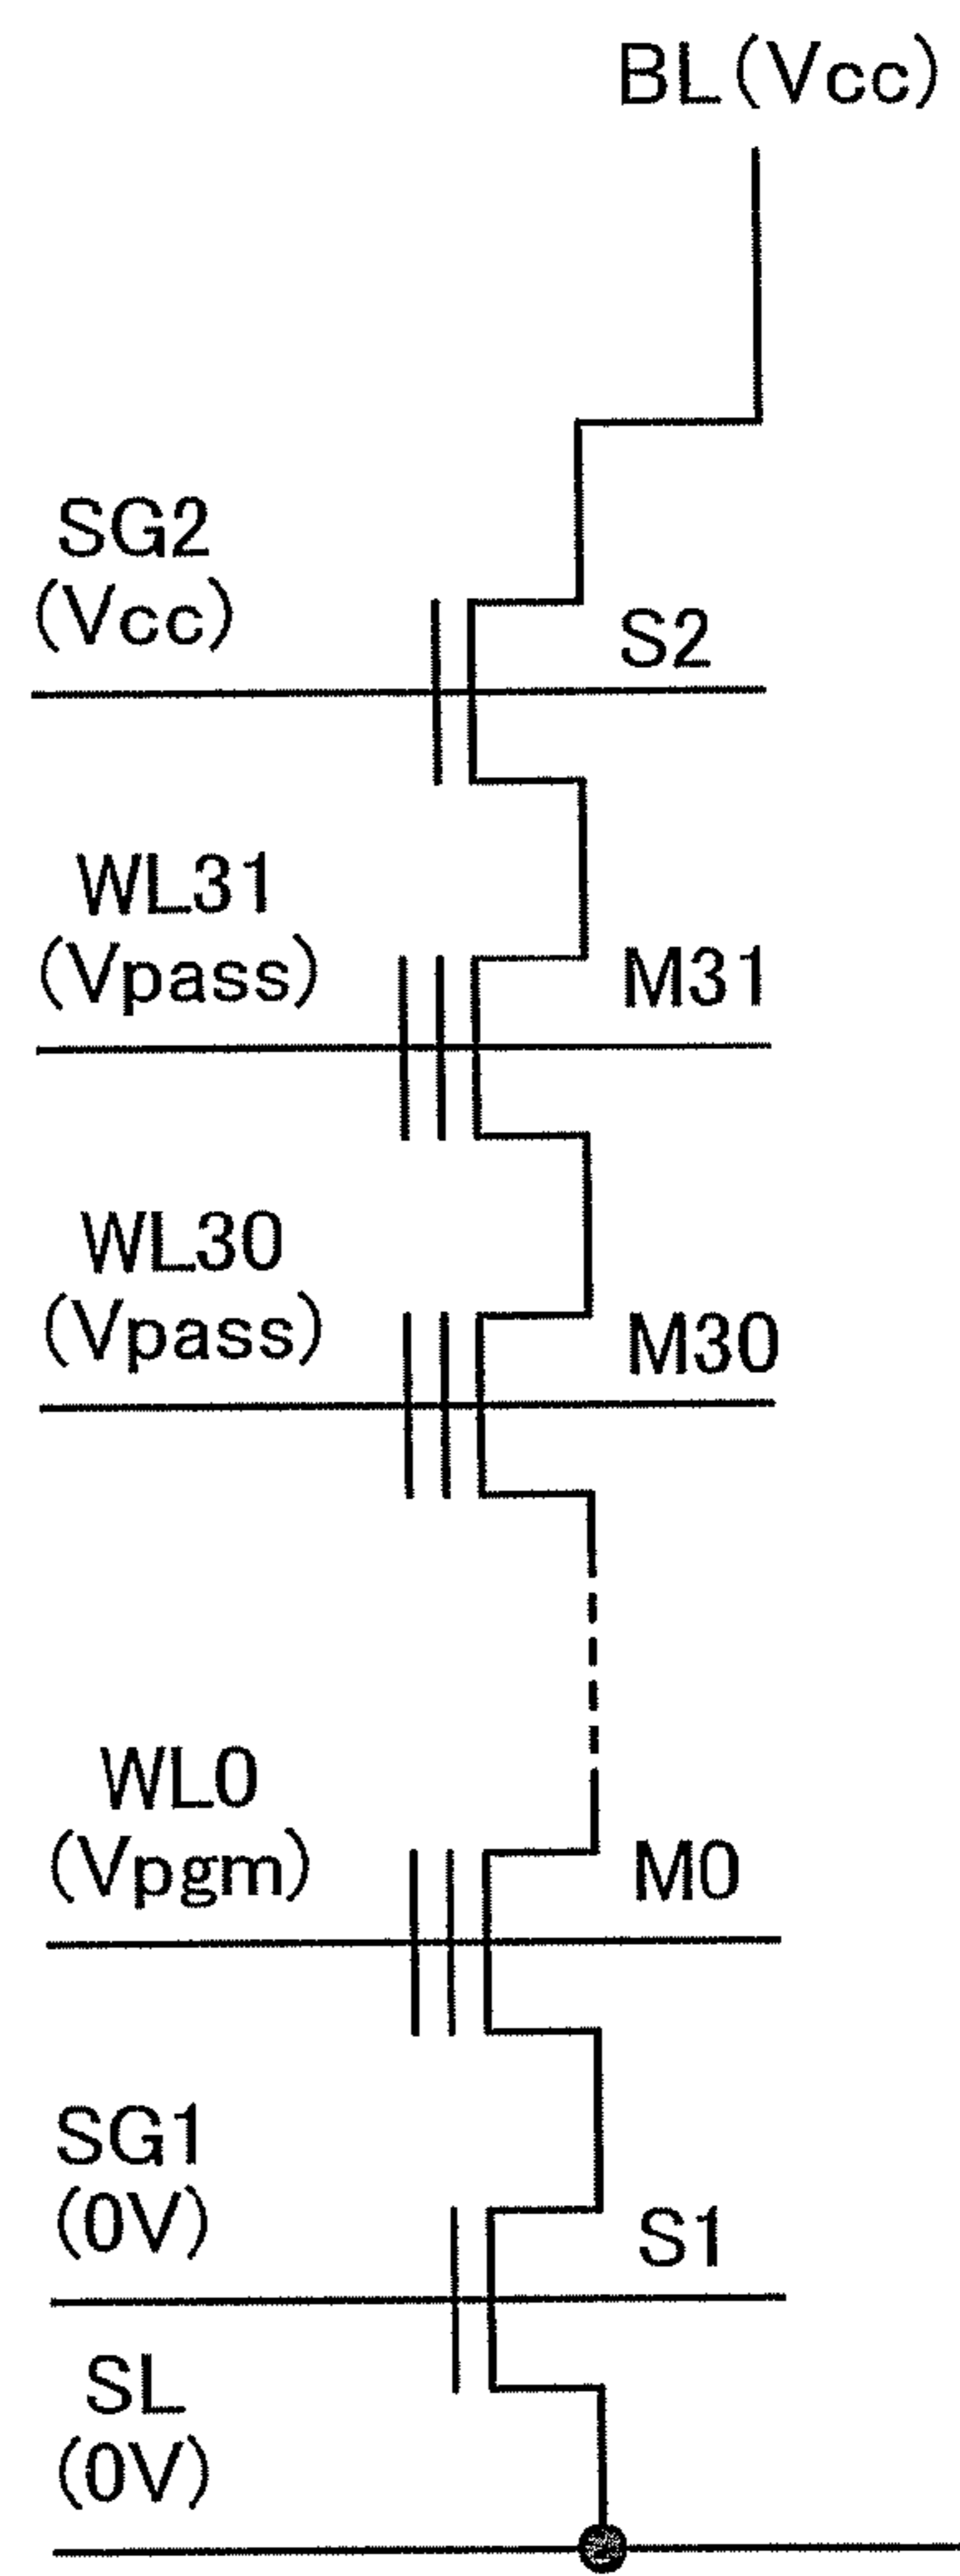 BL(Vcc)
SG2
(Vcc)
S2
WL31
(Vpass)
M31
WL30
(Vpass)
M30
WL0
(Vpgm)
M0
SG1
(0V)
S1
SL
(0V)